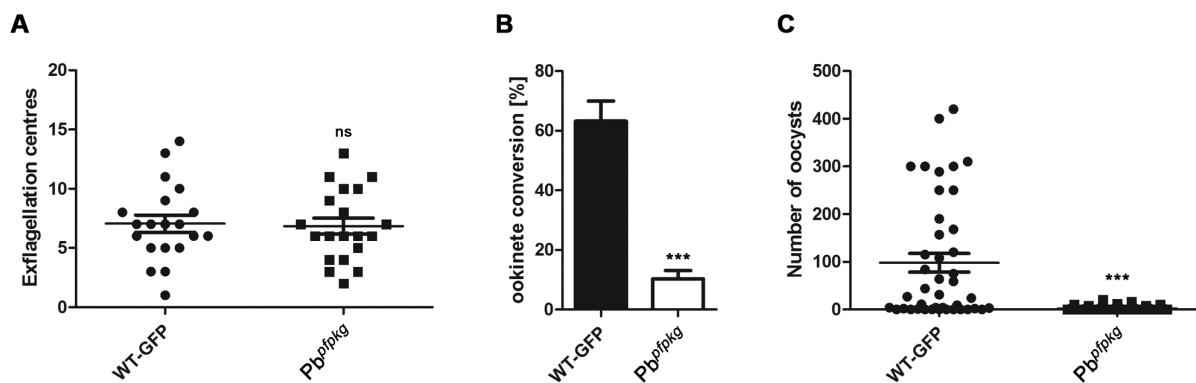 A
Exflagellation centres
20
15
10
5
0
ns
WT-GFP
Pbpfpkg
B
ookinete conversion [%]
80
60
40
20
0
***
WT-GFP
Pbpfpkg
C
Number of oocysts
500
400
300
200
100
0
***
WT-GFP
Pbpfpkg